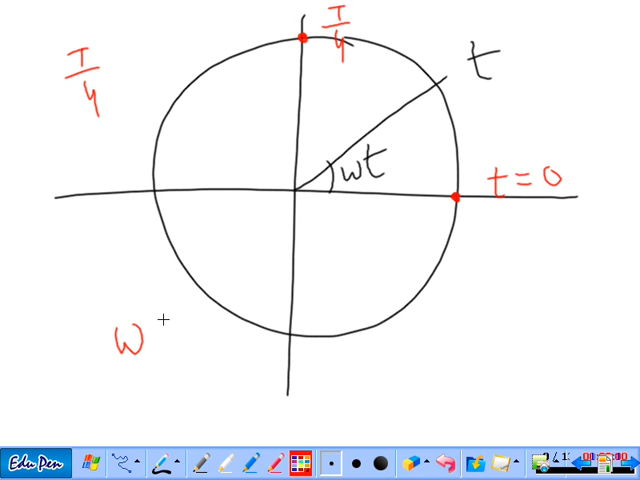 T/4
T/4
t
ωt
t = 0
ω
Edu Pen